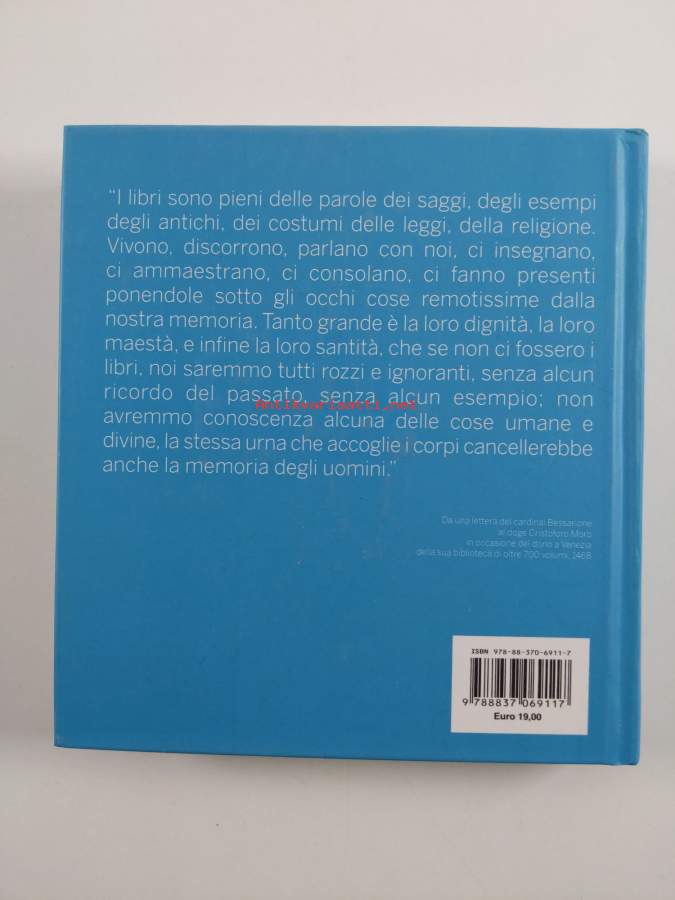 “I libri sono pieni delle parole dei saggi, degli esempi
degli antichi, dei costumi delle leggi, della religione.
Vivono, discorrono, parlano con noi, ci insegnano,
ci ammaestrano, ci consolano, ci fanno presenti
ponendole sotto gli occhi cose remotissime dalla
nostra memoria. Tanto grande è la loro dignità, la loro
maestà, e infine la loro santità, che se non ci fossero i
libri, noi saremmo tutti rozzi e ignoranti, senza alcun
ricordo del passato, senza alcun esempio; non
antikvariaatti.net
avremmo conoscenza alcuna delle cose umane e
divine, la stessa urna che accoglie i corpi cancellerebbe
anche la memoria degli uomini.”
Da una lettera del cardinal Bessarione
al doge Cristoforo Moro
in occasione del dono a Venezia
della sua biblioteca di oltre 700 volumi, 1468
ISBN 978-88-370-6911-7
9 788837 069117
Euro 19,00